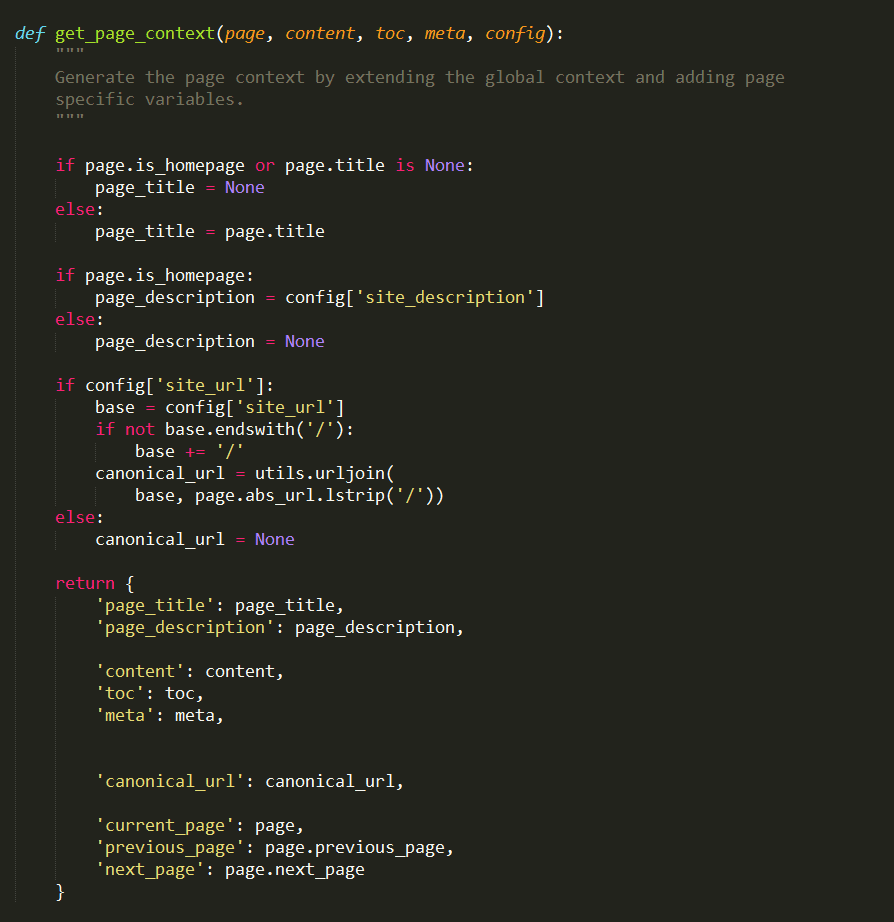 def get_page_context(page, content, toc, meta, config):
    """
    Generate the page context by extending the global context and adding page
    specific variables.
    """

    if page.is_homepage or page.title is None:
        page_title = None
    else:
        page_title = page.title

    if page.is_homepage:
        page_description = config['site_description']
    else:
        page_description = None

    if config['site_url']:
        base = config['site_url']
        if not base.endswith('/'):
            base += '/'
        canonical_url = utils.urljoin(
            base, page.abs_url.lstrip('/'))
    else:
        canonical_url = None

    return {
        'page_title': page_title,
        'page_description': page_description,

        'content': content,
        'toc': toc,
        'meta': meta,


        'canonical_url': canonical_url,

        'current_page': page,
        'previous_page': page.previous_page,
        'next_page': page.next_page
    }